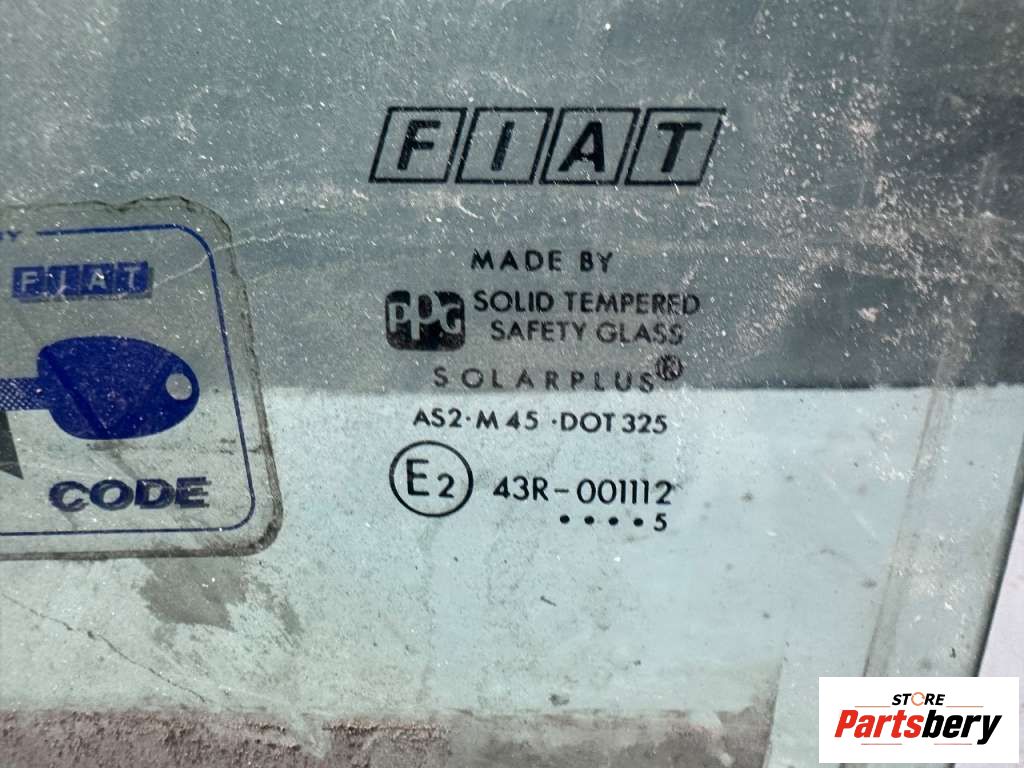 FIAT
MADE BY
PPG SOLID TEMPERED
SAFETY GLASS
SOLARPLUS®
AS2·M45 ·DOT 325
E2 43R-001112
• • • • 5
FIAT
CODE
STORE
Partsbery